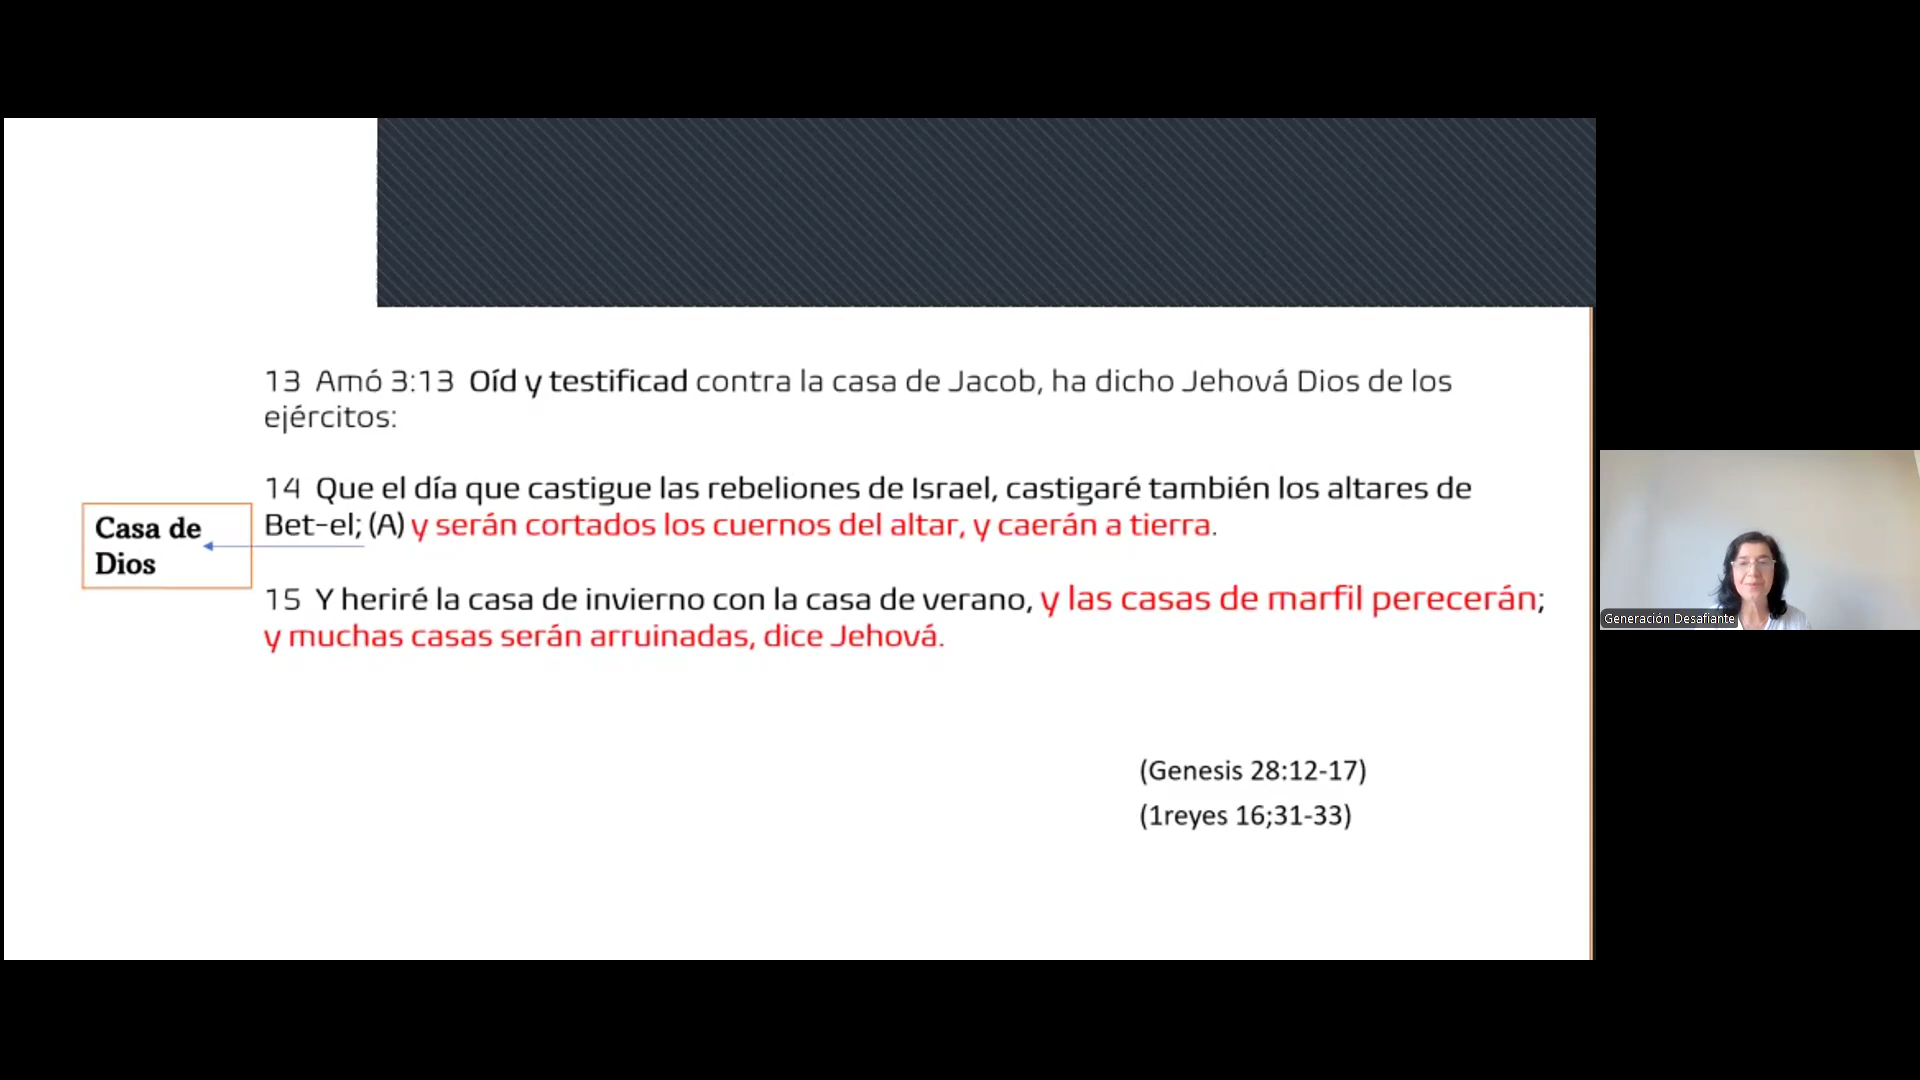 13 Amó 3:13 Oíd y testificad contra la casa de Jacob, ha dicho Jehová Dios de los
ejércitos:
14 Que el día que castigue las rebeliones de Israel, castigaré también los altares de
Bet-el; (A) y serán cortados los cuernos del altar, y caerán a tierra.
Casa de
Dios
15 Y heriré la casa de invierno con la casa de verano, y las casas de marfil perecerán;
y muchas casas serán arruinadas, dice Jehová.
(Genesis 28:12-17)
(1reyes 16;31-33)
Generación Desafiante